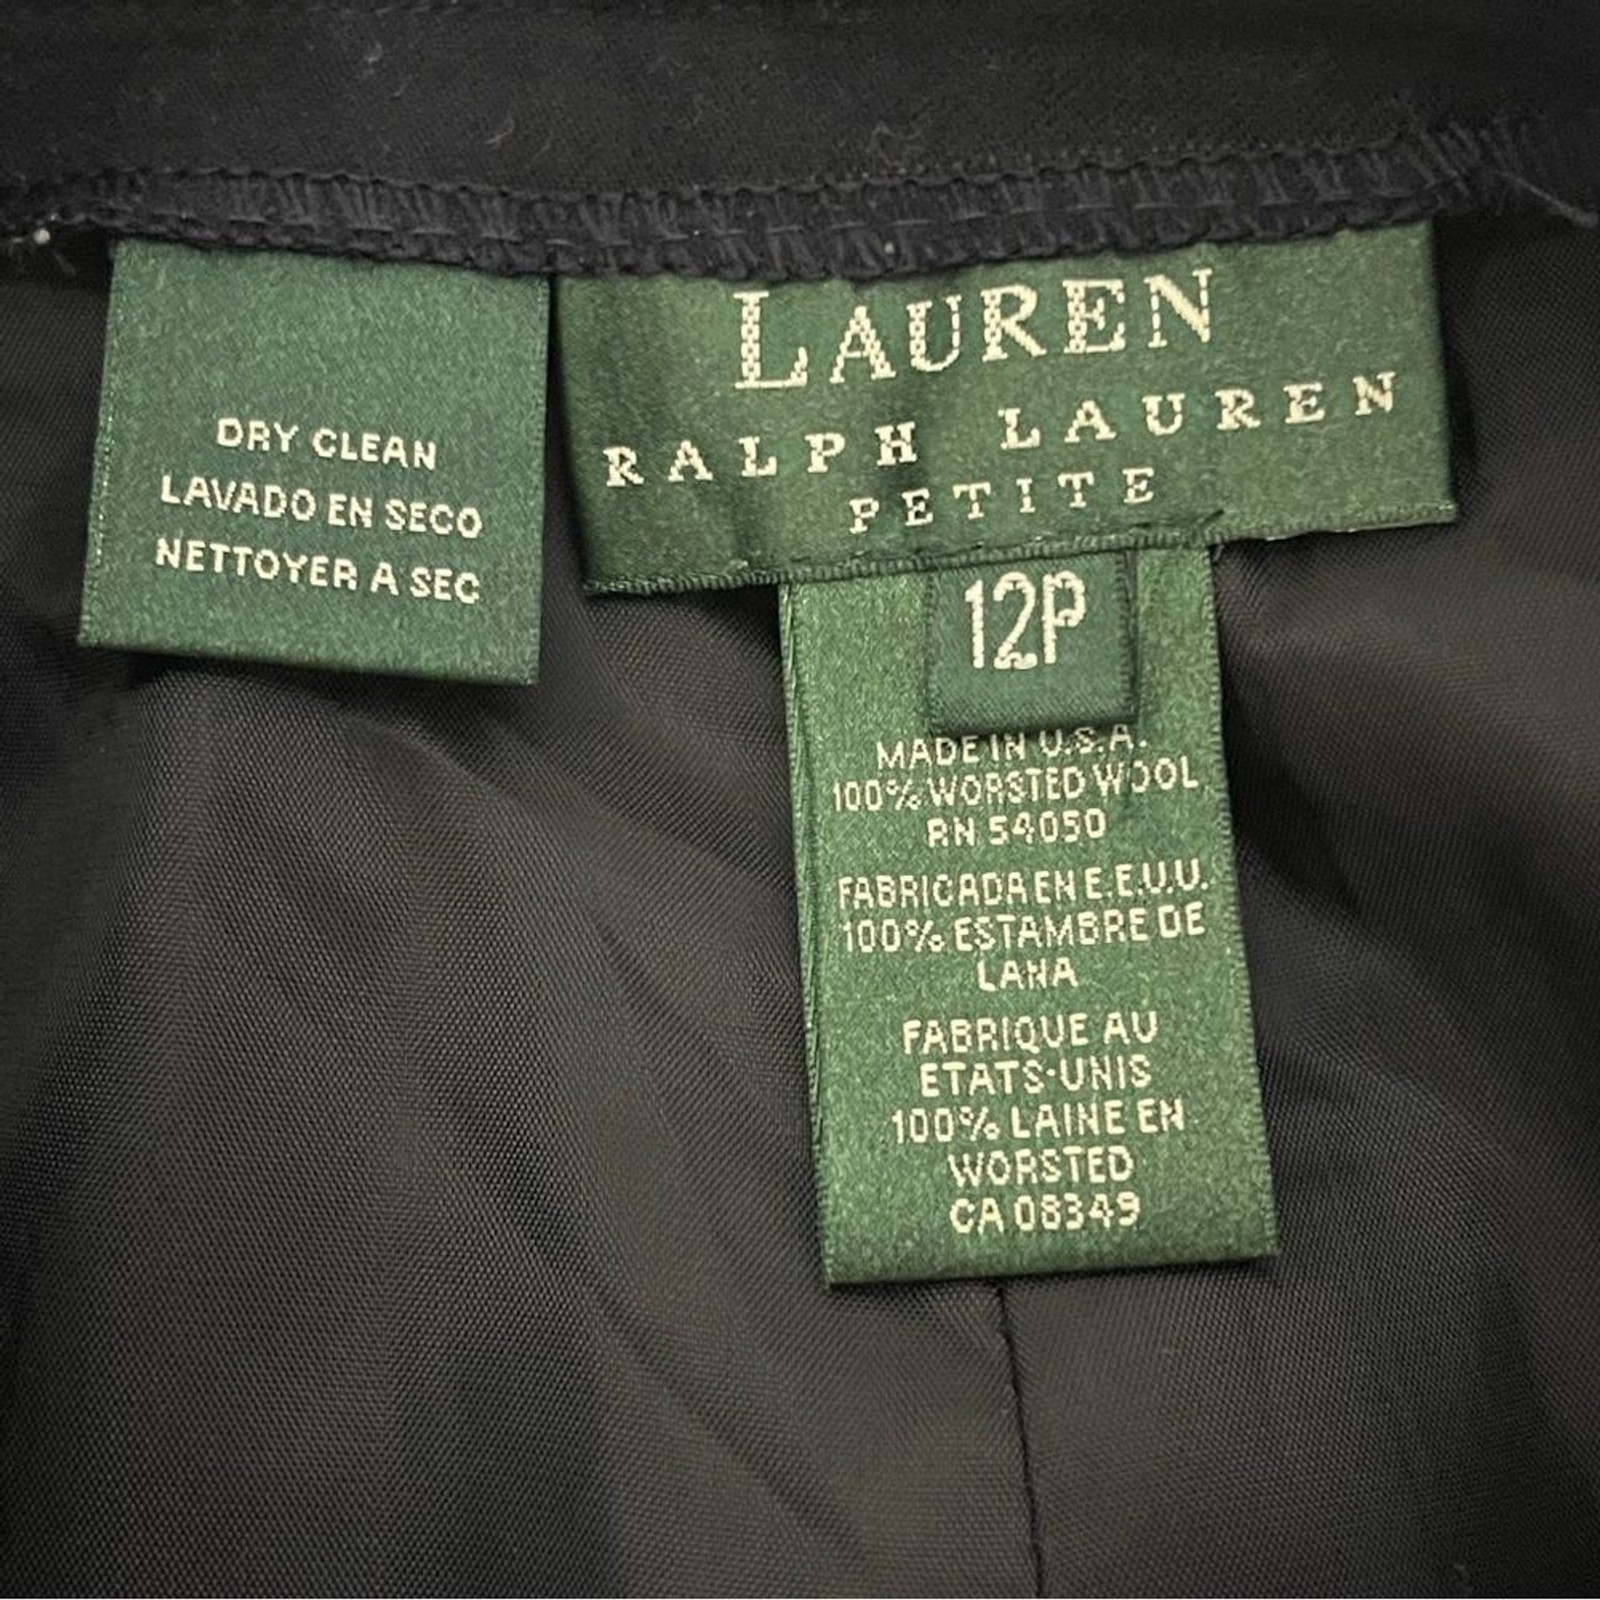 DRY CLEAN
LAVADO EN SECO
NETTOYER A SEC
LAUREN
RALPH LAUREN
PETITE
12P
MADE IN U.S.A.
100% WORSTED WOOL
RN 54050
FABRICADA EN E.E.U.U.
100% ESTAMBRE DE
LANA
FABRIQUE AU
ETATS-UNIS
100% LAINE EN
WORSTED
CA 08349